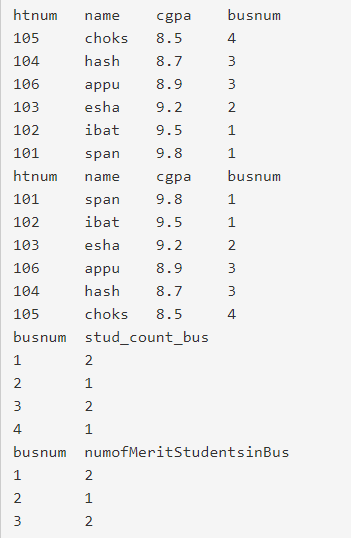 htnum name cgpa busnum
105 choks 8.5 4
104 hash 8.7 3
106 appu 8.9 3
103 esha 9.2 2
102 ibat 9.5 1
101 span 9.8 1
htnum name cgpa busnum
101 span 9.8 1
102 ibat 9.5 1
103 esha 9.2 2
106 appu 8.9 3
104 hash 8.7 3
105 choks 8.5 4
busnum stud_count_bus
1 2
2 1
3 2
4 1
busnum numofMeritStudentsinBus
1 2
2 1
3 2